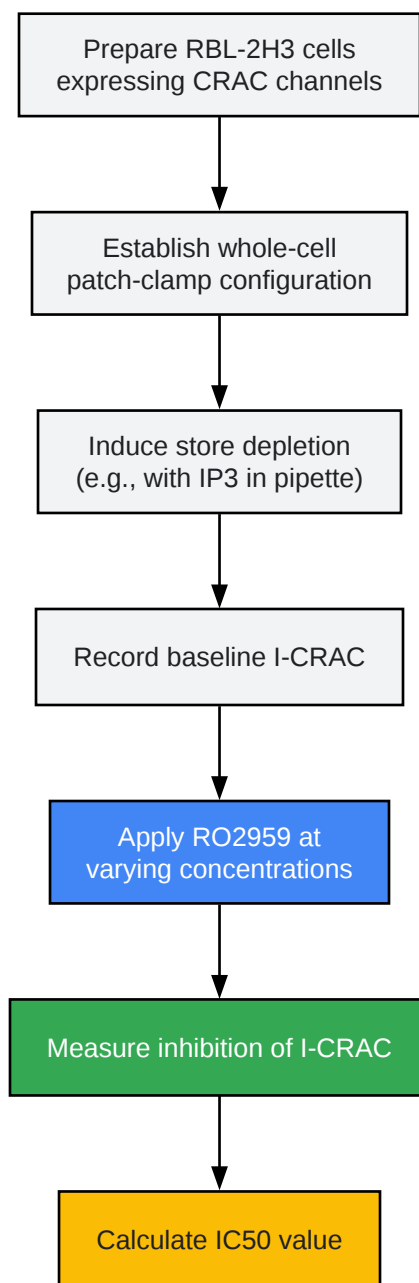 Prepare RBL-2H3 cells
expressing CRAC channels
Establish whole-cell
patch-clamp configuration
Induce store depletion
(e.g., with IP3 in pipette)
Record baseline I-CRAC
Apply RO2959 at
varying concentrations
Measure inhibition of I-CRAC
Calculate IC50 value